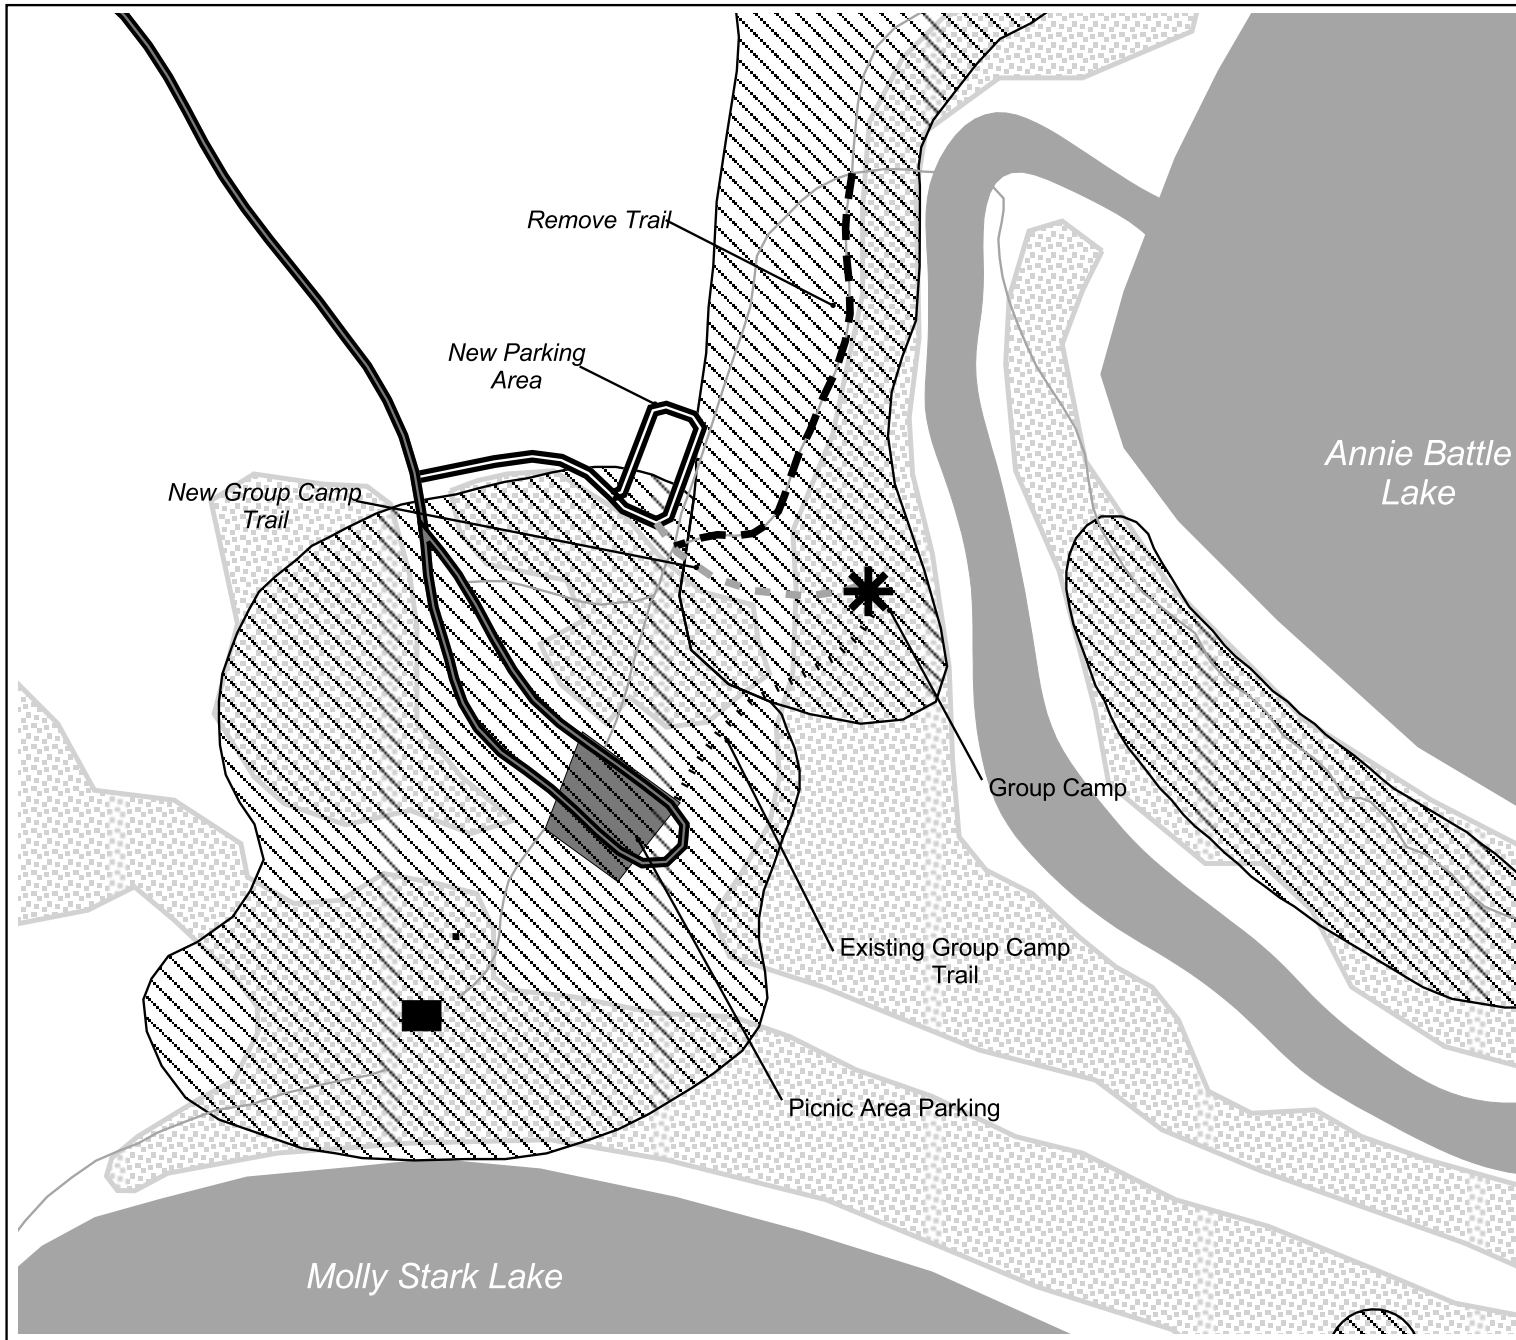 Remove Trail
New Parking
Area
Annie Battle
Lake
New Group Camp
Trail
Group Camp
Existing Group Camp
Trail
Picnic Area Parking
Molly Stark Lake